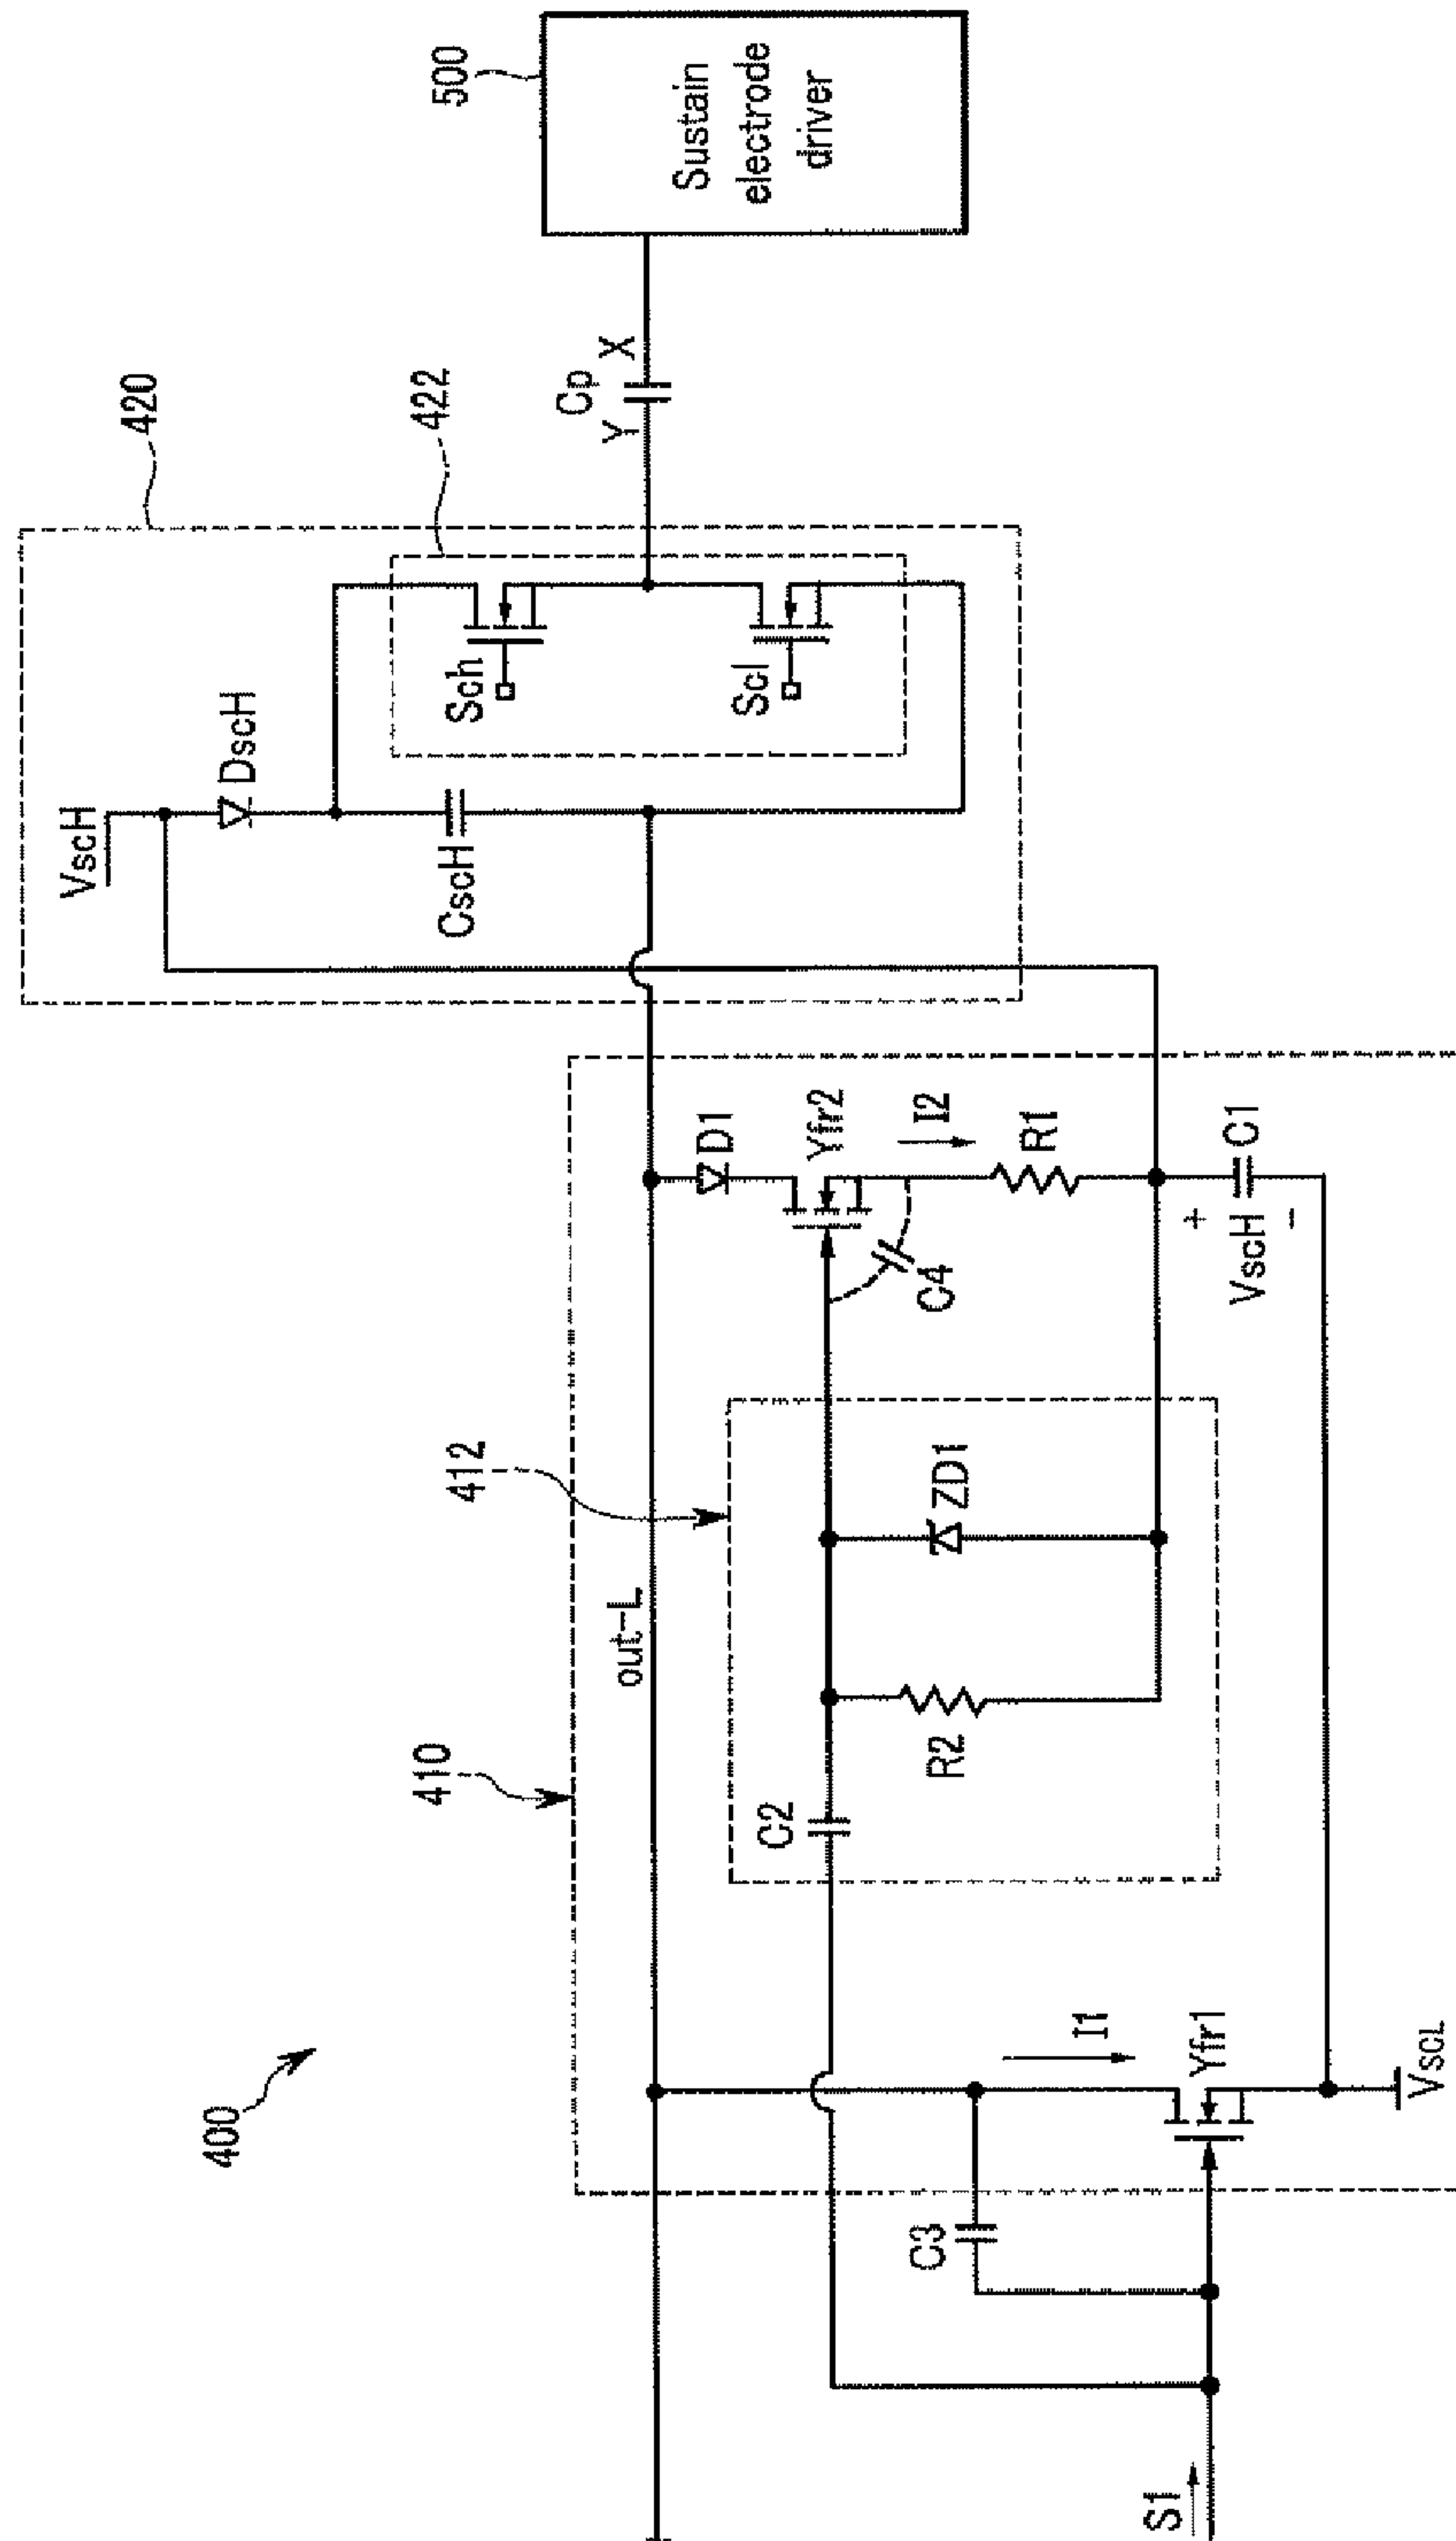 400
410
420
422
500
VscH
DscH
CscH
Sch
Scl
Y
Cp
X
Sustain
electrode
driver
out-L
412
D1
Yfr2
I2
R1
C4
C2
R2
ZD1
+
VscH
−
C1
I1
Yfr1
C3
S1
VscL